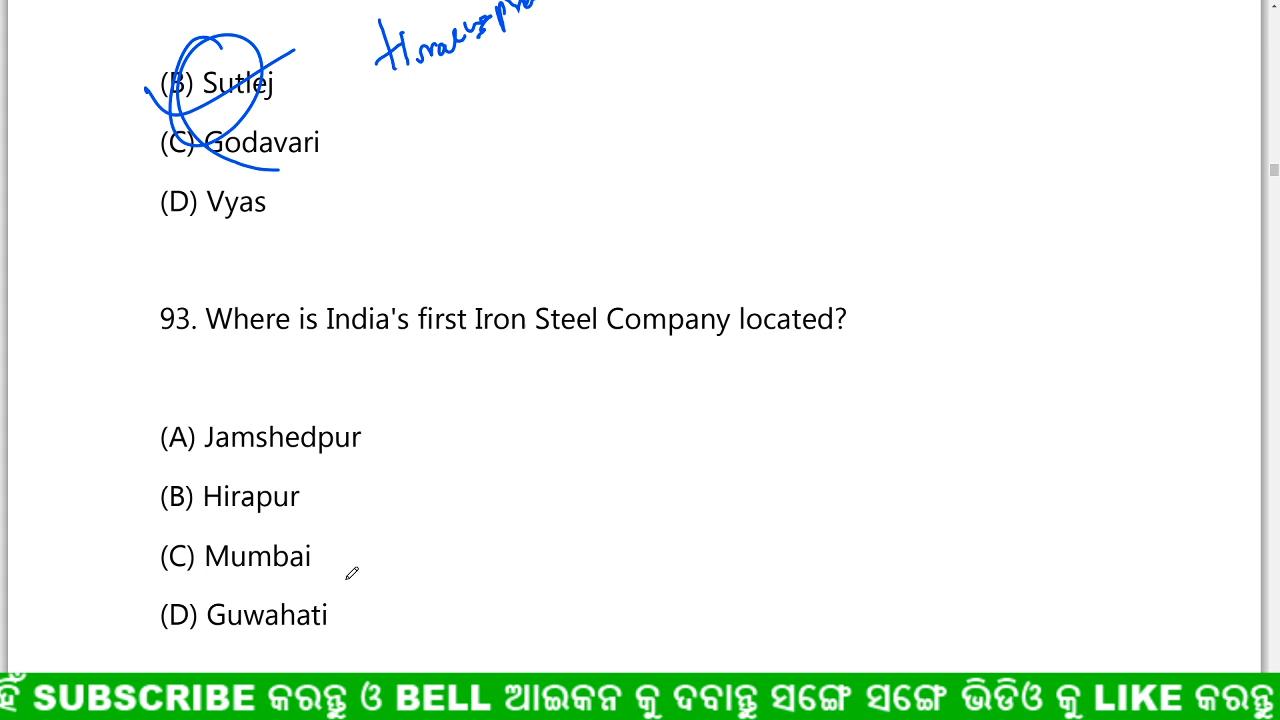 (B) Sutlej
(C) Godavari
(D) Vyas
93. Where is India's first Iron Steel Company located?
(A) Jamshedpur
(B) Hirapur
(C) Mumbai
(D) Guwahati
SUBSCRIBE କରନ୍ତୁ ଓ BELL ଆଇକନ କୁ ଦବାନ୍ତୁ ସଙ୍ଗେ ସଙ୍ଗେ ଭିଡିଓ କୁ LIKE କରନ୍ତୁ